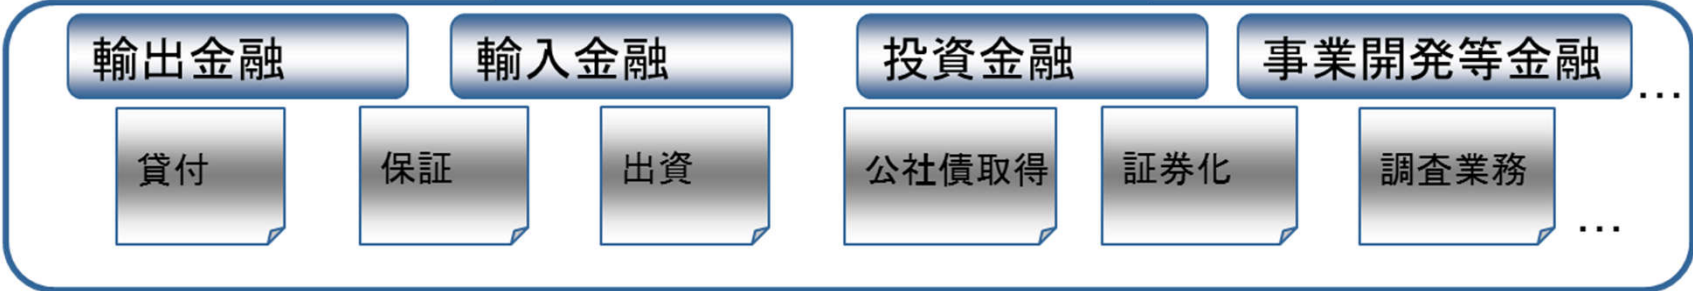 輸出金融 輸入金融 投資金融 事業開発等金融 …
貸付 保証 出資 公社債取得 証券化 調査業務 …